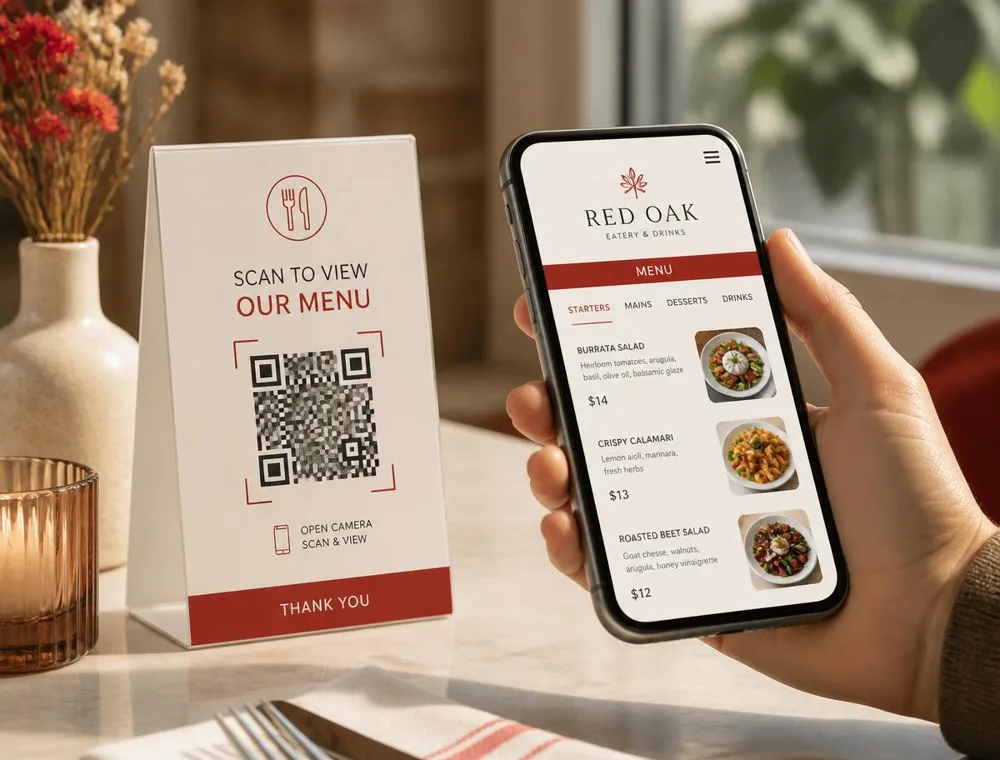 SCAN TO VIEW
OUR MENU
OPEN CAMERA
SCAN & VIEW
THANK YOU
RED OAK
EATERY & DRINKS
MENU
STARTERS MAINS DESSERTS DRINKS
BURRATA SALAD
Heirloom tomatoes, arugula,
basil, olive oil, balsamic glaze
$14
CRISPY CALAMARI
Lemon aioli, marinara,
fresh herbs
$13
ROASTED BEET SALAD
Goat chesse, walnuts,
arugula, honey vinaigrette
$12